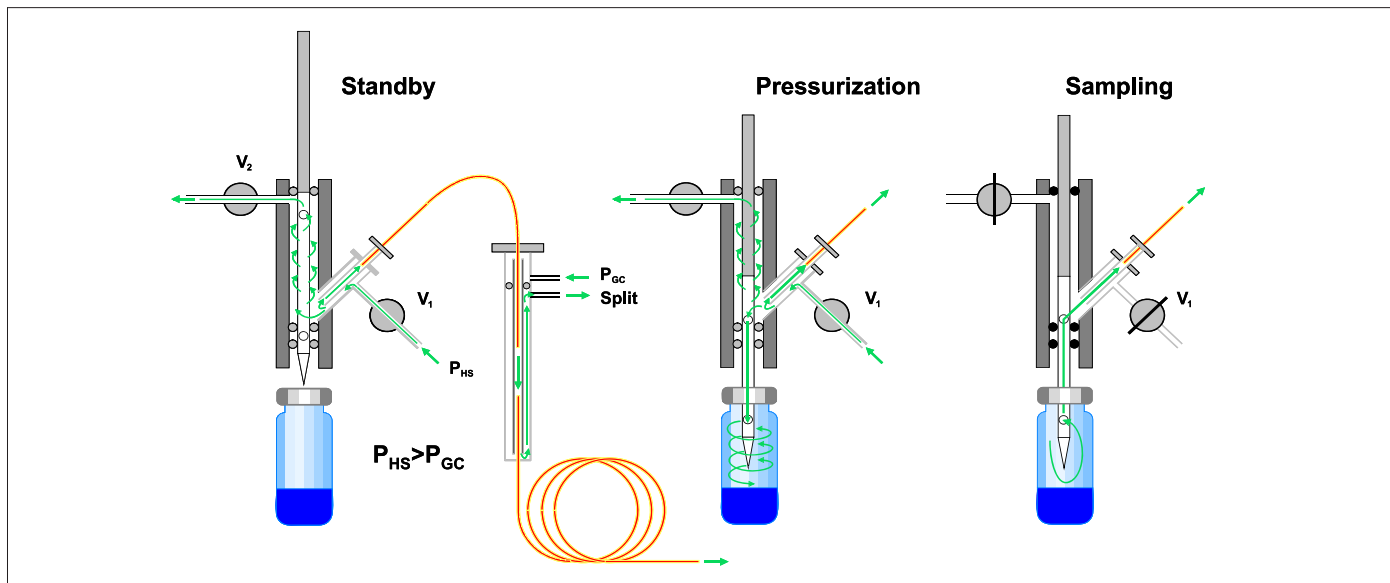 Standby
Pressurization
Sampling
V2
PGC
Split
V1
V1
V1
PHS
PHS>PGC